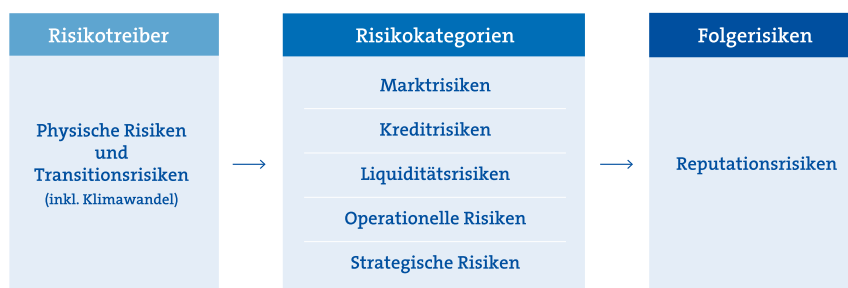 Risikotreiber
Physische Risiken
und
Transitionsrisiken
(inkl. Klimawandel)
Risikokategorien
Marktrisiken
Kreditrisiken
Liquiditätsrisiken
Operationelle Risiken
Strategische Risiken
Folgerisiken
Reputationsrisiken